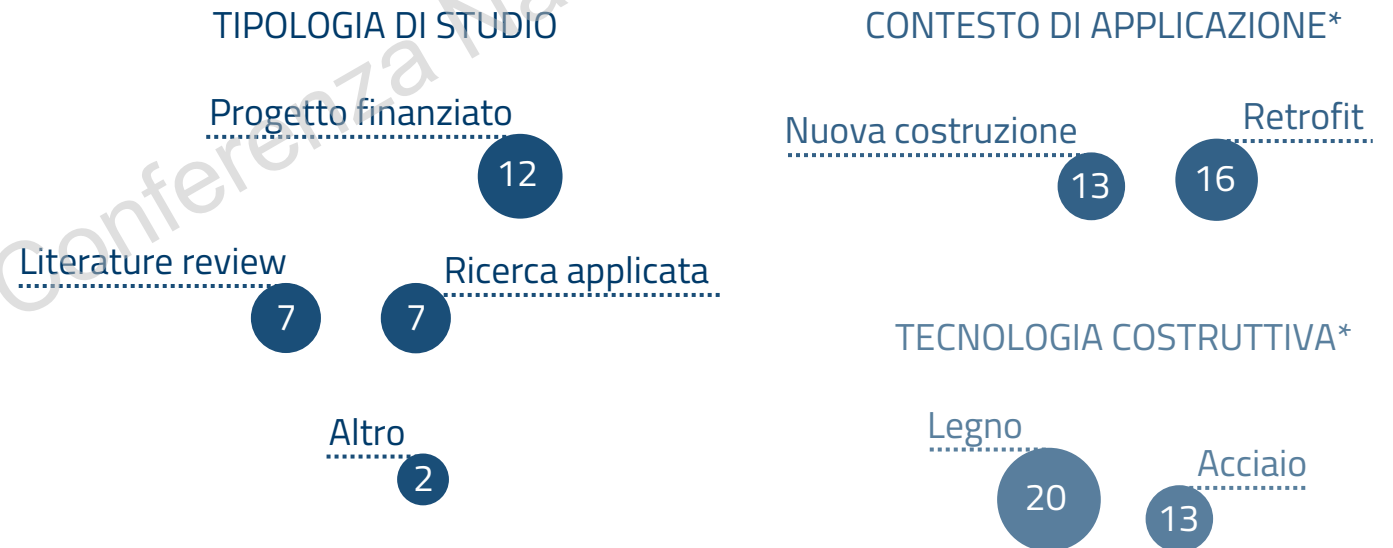 TIPOLOGIA DI STUDIO
Progetto finanziato
12
Literature review
7
Ricerca applicata
7
Altro
2
CONTESTO DI APPLICAZIONE*
Nuova costruzione
13
Retrofit
16
TECNOLOGIA COSTRUTTIVA*
Legno
20
Acciaio
13
Conferenza